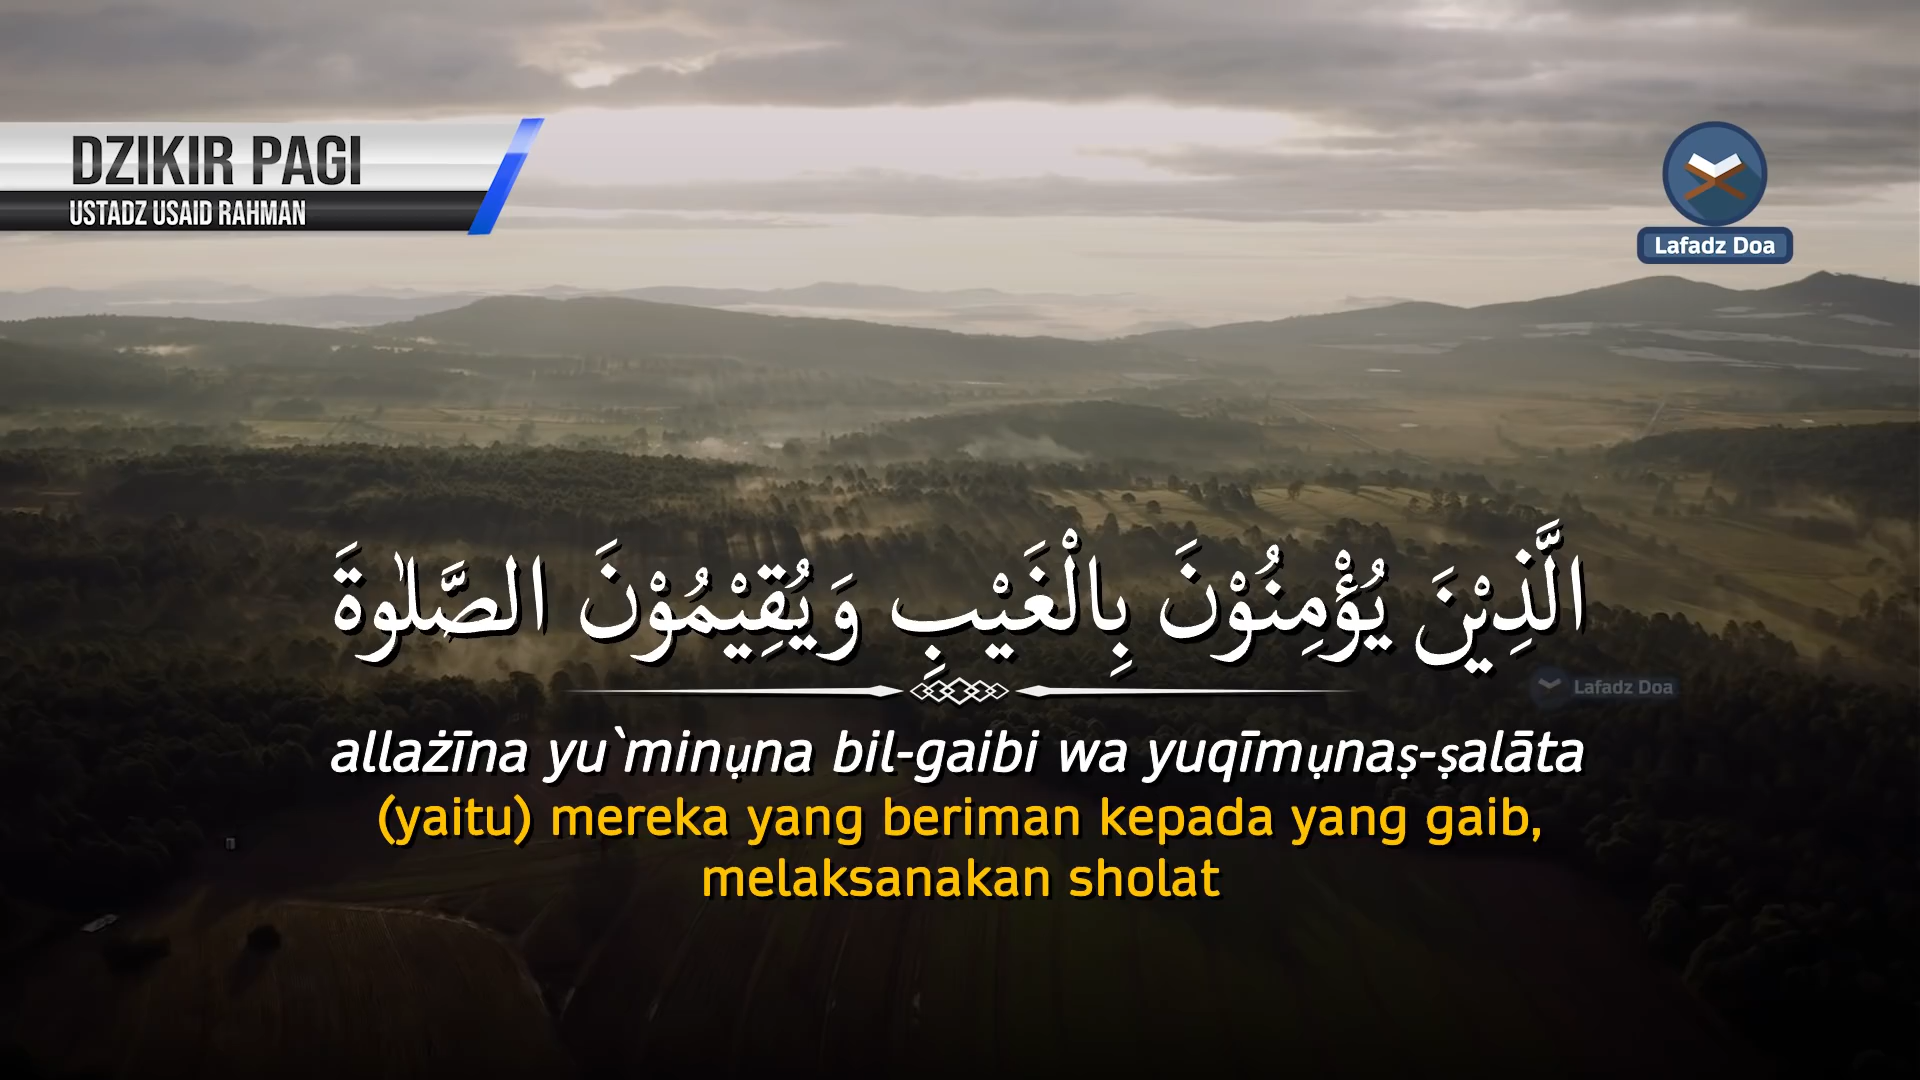 DZIKIR PAGI
USTADZ USAID RAHMAN
Lafadz Doa
الَّذِيْنَ يُؤْمِنُوْنَ بِالْغَيْبِ وَيُقِيْمُوْنَ الصَّلٰوةَ
Lafadz Doa
allażīna yu`minụna bil-gaibi wa yuqīmụnaṣ-ṣalāta
(yaitu) mereka yang beriman kepada yang gaib,
melaksanakan sholat